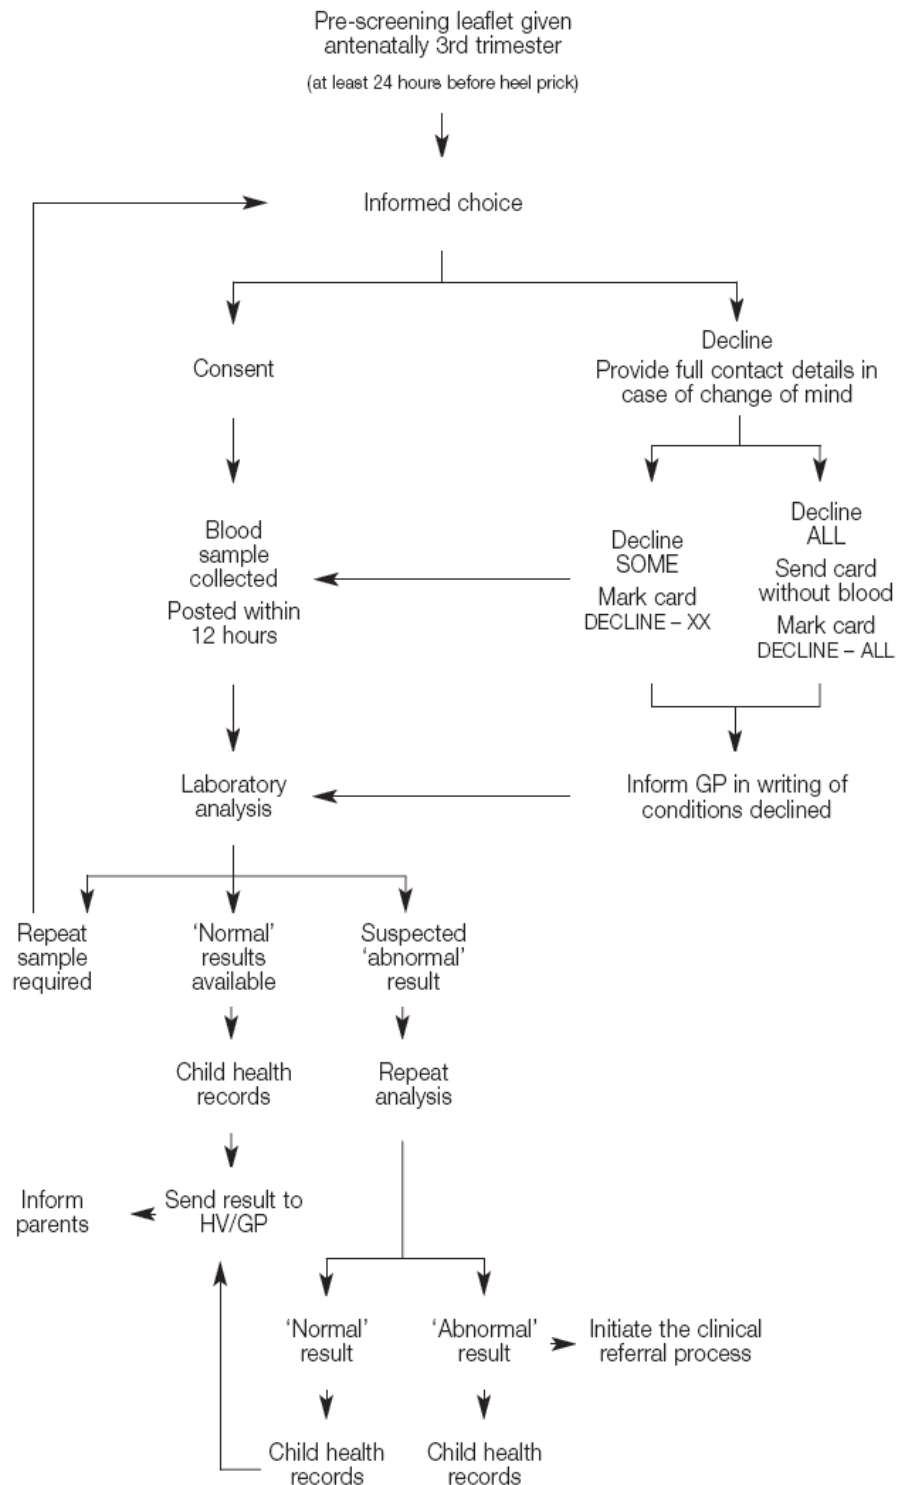 Pre-screening leaflet given
antenatally 3rd trimester
(at least 24 hours before heel prick)
Informed choice
Consent
Decline
Provide full contact details in
case of change of mind
Blood
sample
collected
Posted within
12 hours
Decline
SOME
Mark card
DECLINE – XX
Decline
ALL
Send card
without blood
Mark card
DECLINE – ALL
Laboratory
analysis
Inform GP in writing of
conditions declined
Repeat
sample
required
‘Normal’
results
available
Suspected
‘abnormal’
result
Child health
records
Repeat
analysis
Inform
parents
Send result to
HV/GP
‘Normal’
result
‘Abnormal’
result
Initiate the clinical
referral process
Child health
records
Child health
records